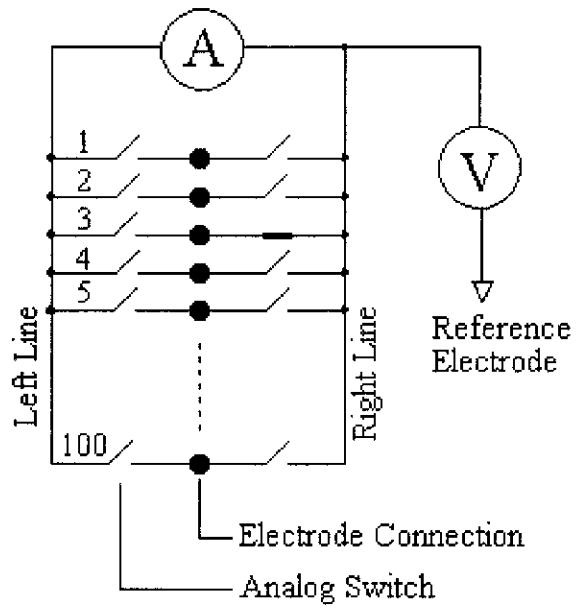 A
1
2
3
4
5
100
Left Line
Right Line
V
Reference
Electrode
Electrode Connection
Analog Switch